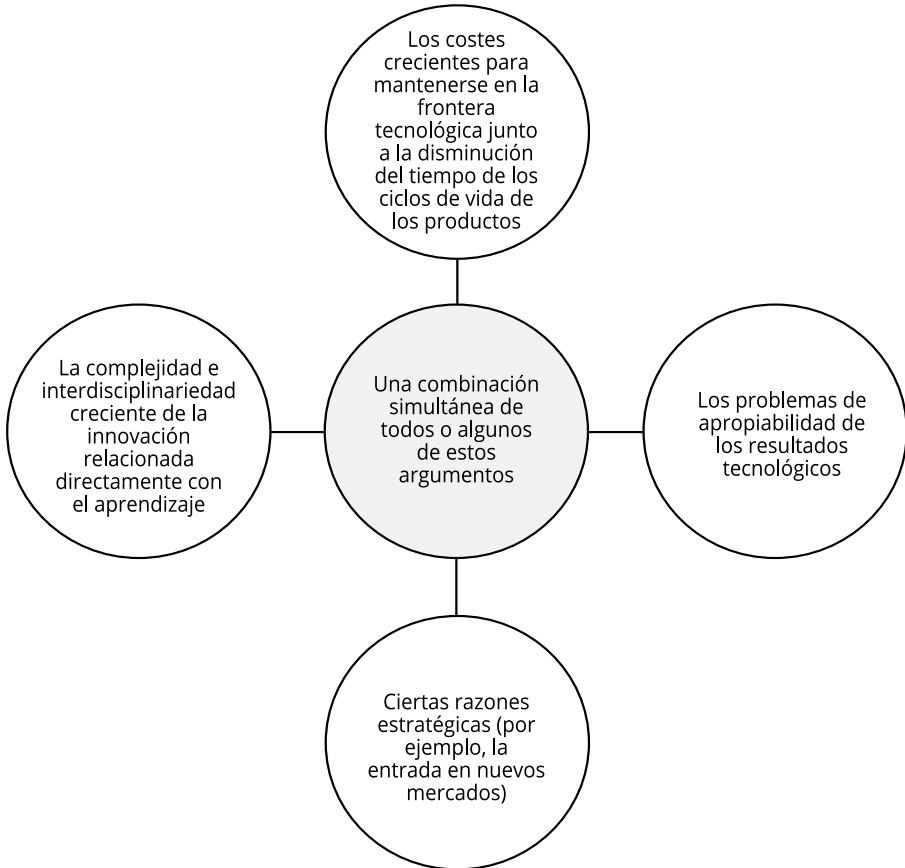 Los costes
crecientes para
mantenerse en la
frontera
tecnológica junto
a la disminución
del tiempo de los
ciclos de vida de
los productos
La complejidad e
interdisciplinariedad
creciente de la
innovación
relacionada
directamente con
el aprendizaje
Una combinación
simultánea de
todos o algunos
de estos
argumentos
Los problemas de
apropiabilidad de
los resultados
tecnológicos
Ciertas razones
estratégicas (por
ejemplo, la
entrada en nuevos
mercados)